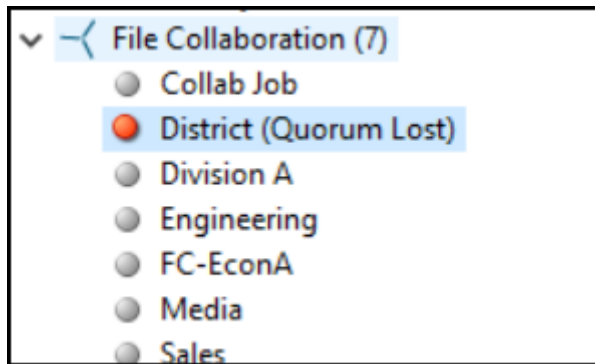 File Collaboration (7)
Collab Job
District (Quorum Lost)
Division A
Engineering
FC-EconA
Media
Sales